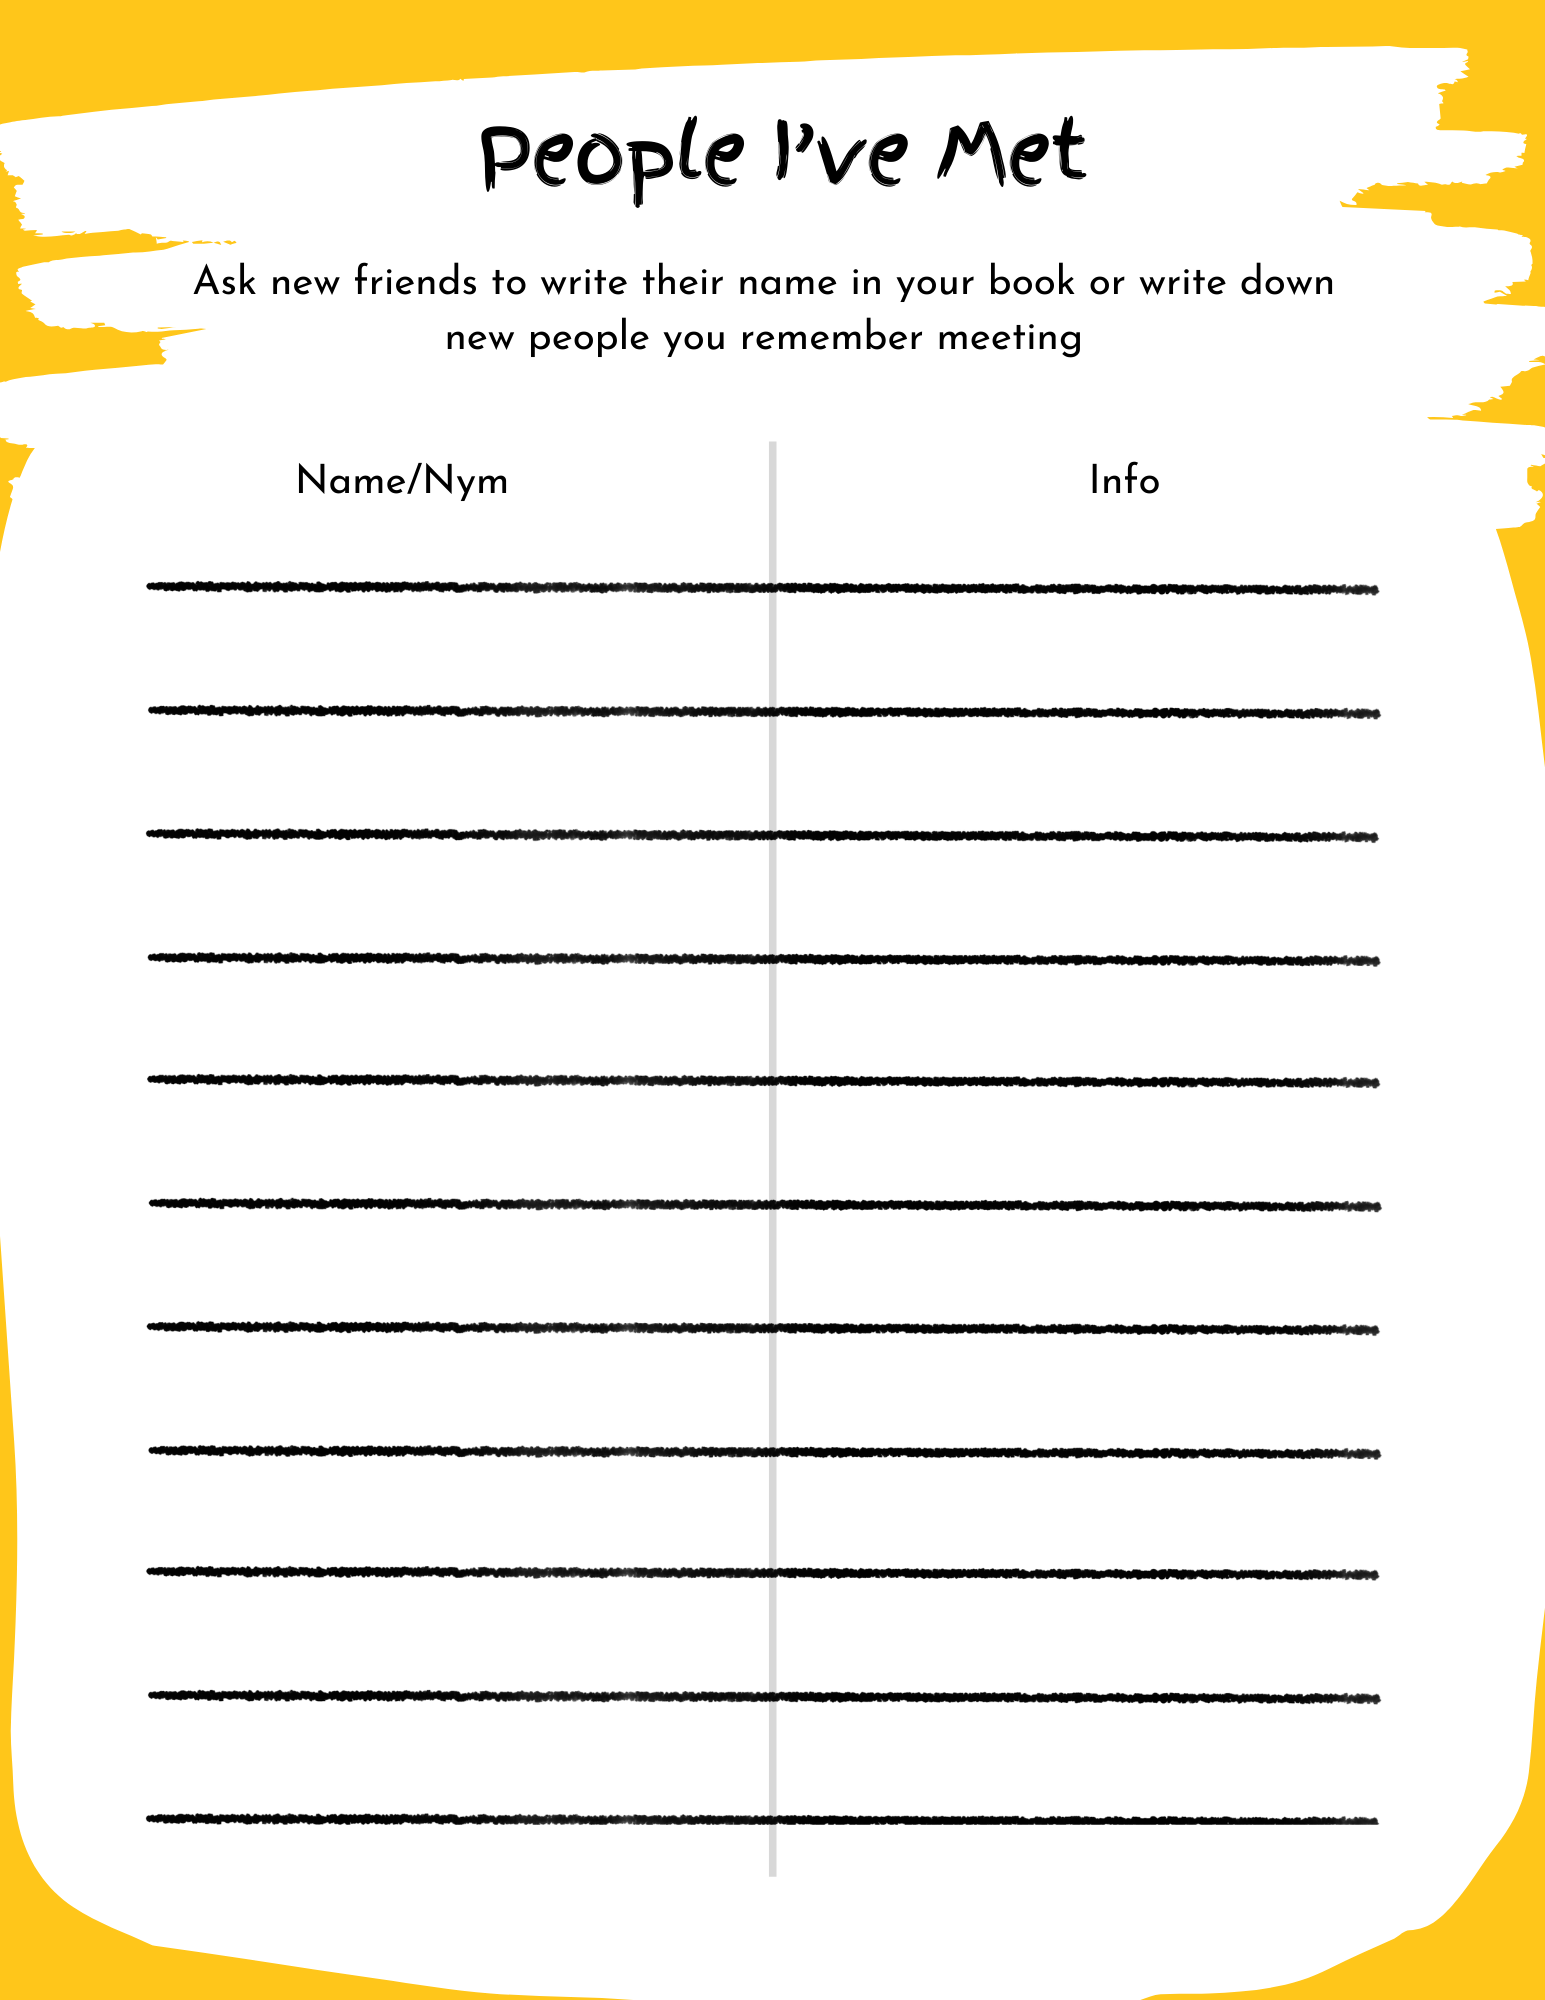 People I've Met
Ask new friends to write their name in your book or write down
new people you remember meeting
Name/Nym
Info